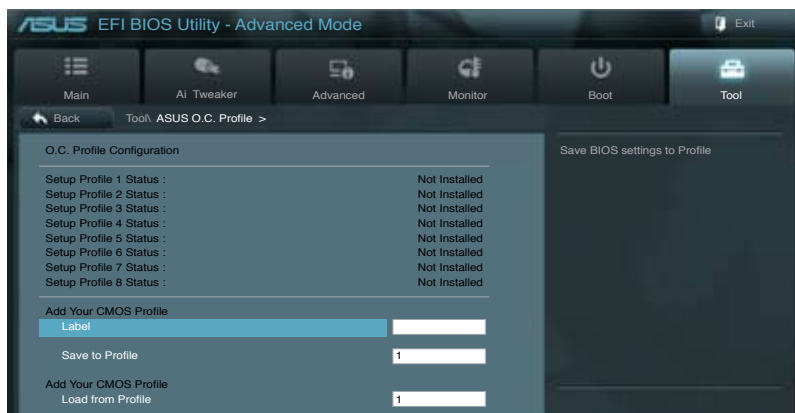 ASUS EFI BIOS Utility - Advanced Mode
Exit
Main
Ai Tweaker
Advanced
Monitor
Boot
Tool
Back
Tool\ ASUS O.C. Profile >
O.C. Profile Configuration
Save BIOS settings to Profile
Setup Profile 1 Status : Not Installed
Setup Profile 2 Status : Not Installed
Setup Profile 3 Status : Not Installed
Setup Profile 4 Status : Not Installed
Setup Profile 5 Status : Not Installed
Setup Profile 6 Status : Not Installed
Setup Profile 7 Status : Not Installed
Setup Profile 8 Status : Not Installed
Add Your CMOS Profile
Label
Save to Profile 1
Add Your CMOS Profile
Load from Profile 1